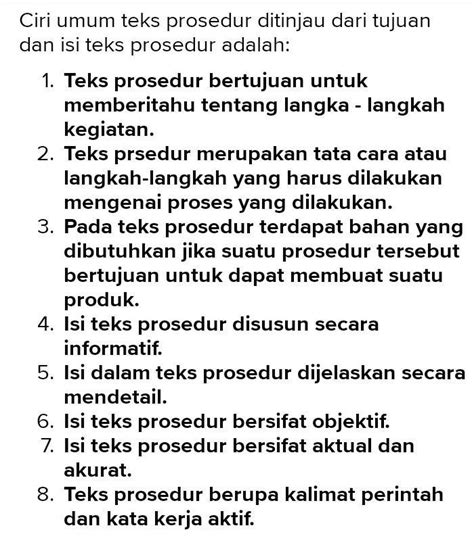 Ciri umum teks prosedur ditinjau dari tujuan
dan isi teks prosedur adalah:
1. Teks prosedur bertujuan untuk
memberitahu tentang langka - langkah
kegiatan.
2. Teks prsedur merupakan tata cara atau
langkah-langkah yang harus dilakukan
mengenai proses yang dilakukan.
3. Pada teks prosedur terdapat bahan yang
dibutuhkan jika suatu prosedur tersebut
bertujuan untuk dapat membuat suatu
produk.
4. Isi teks prosedur disusun secara
informatif.
5. Isi dalam teks prosedur dijelaskan secara
mendetail.
6. Isi teks prosedur bersifat objektif.
7. Isi teks prosedur bersifat aktual dan
akurat.
8. Teks prosedur berupa kalimat perintah
dan kata kerja aktif.